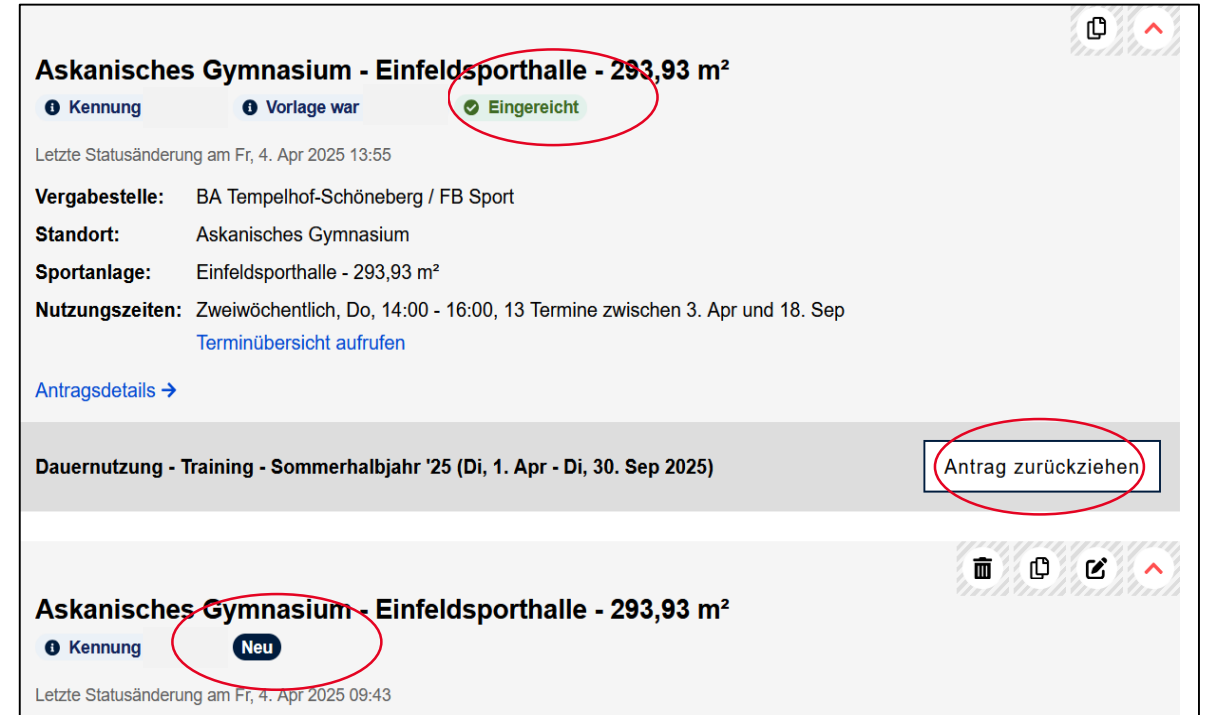 Askanisches Gymnasium - Einfeldsporthalle - 293,93 m²
Kennung Vorlage war Eingereicht
Letzte Statusänderung am Fr, 4. Apr 2025 13:55
Vergabestelle: BA Tempelhof-Schöneberg / FB Sport
Standort: Askanisches Gymnasium
Sportanlage: Einfeldsporthalle - 293,93 m²
Nutzungszeiten: Zweiwöchentlich, Do, 14:00 - 16:00, 13 Termine zwischen 3. Apr und 18. Sep
Terminübersicht aufrufen
Antragsdetails →
Dauernutzung - Training - Sommerhalbjahr '25 (Di, 1. Apr - Di, 30. Sep 2025) Antrag zurückziehen
Askanisches Gymnasium - Einfeldsporthalle - 293,93 m²
Kennung Neu
Letzte Statusänderung am Fr, 4. Apr 2025 09:43